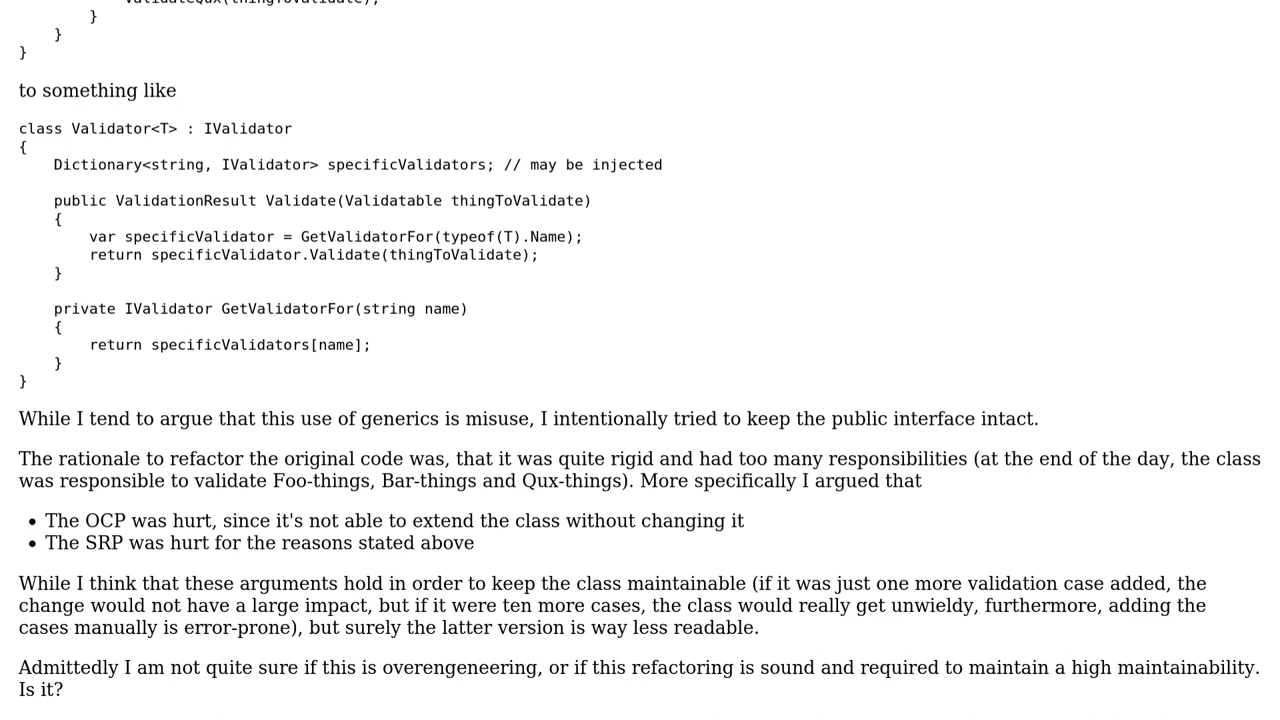 ValidateQux(thingToValidate);
        }
    }
}
to something like
class Validator<T> : IValidator
{
    Dictionary<string, IValidator> specificValidators; // may be injected
    public ValidationResult Validate(Validatable thingToValidate)
    {
        var specificValidator = GetValidatorFor(typeof(T).Name);
        return specificValidator.Validate(thingToValidate);
    }
    private IValidator GetValidatorFor(string name)
    {
        return specificValidators[name];
    }
}
While I tend to argue that this use of generics is misuse, I intentionally tried to keep the public interface intact.
The rationale to refactor the original code was, that it was quite rigid and had too many responsibilities (at the end of the day, the class
was responsible to validate Foo-things, Bar-things and Qux-things). More specifically I argued that
• The OCP was hurt, since it's not able to extend the class without changing it
• The SRP was hurt for the reasons stated above
While I think that these arguments hold in order to keep the class maintainable (if it was just one more validation case added, the
change would not have a large impact, but if it were ten more cases, the class would really get unwieldy, furthermore, adding the
cases manually is error-prone), but surely the latter version is way less readable.
Admittedly I am not quite sure if this is overengeneering, or if this refactoring is sound and required to maintain a high maintainability.
Is it?